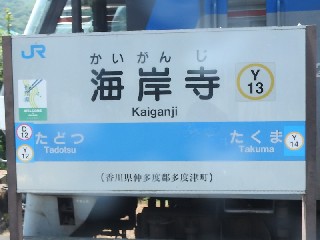 JR
かいがんじ
海岸寺
Kaiganji
Y
13
D
12
たどつ
たくま
Y
12
Tadotsu
Takuma
Y
14
(香川県仲多度郡多度津町)